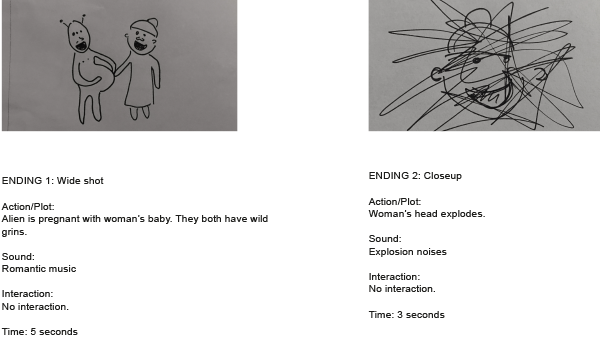 ENDING 1: Wide shot
Action/Plot:
Alien is pregnant with woman's baby. They both have wild
grins.
Sound:
Romantic music
Interaction:
No interaction.
Time: 5 seconds
ENDING 2: Closeup
Action/Plot:
Woman's head explodes.
Sound:
Explosion noises
Interaction:
No interaction.
Time: 3 seconds